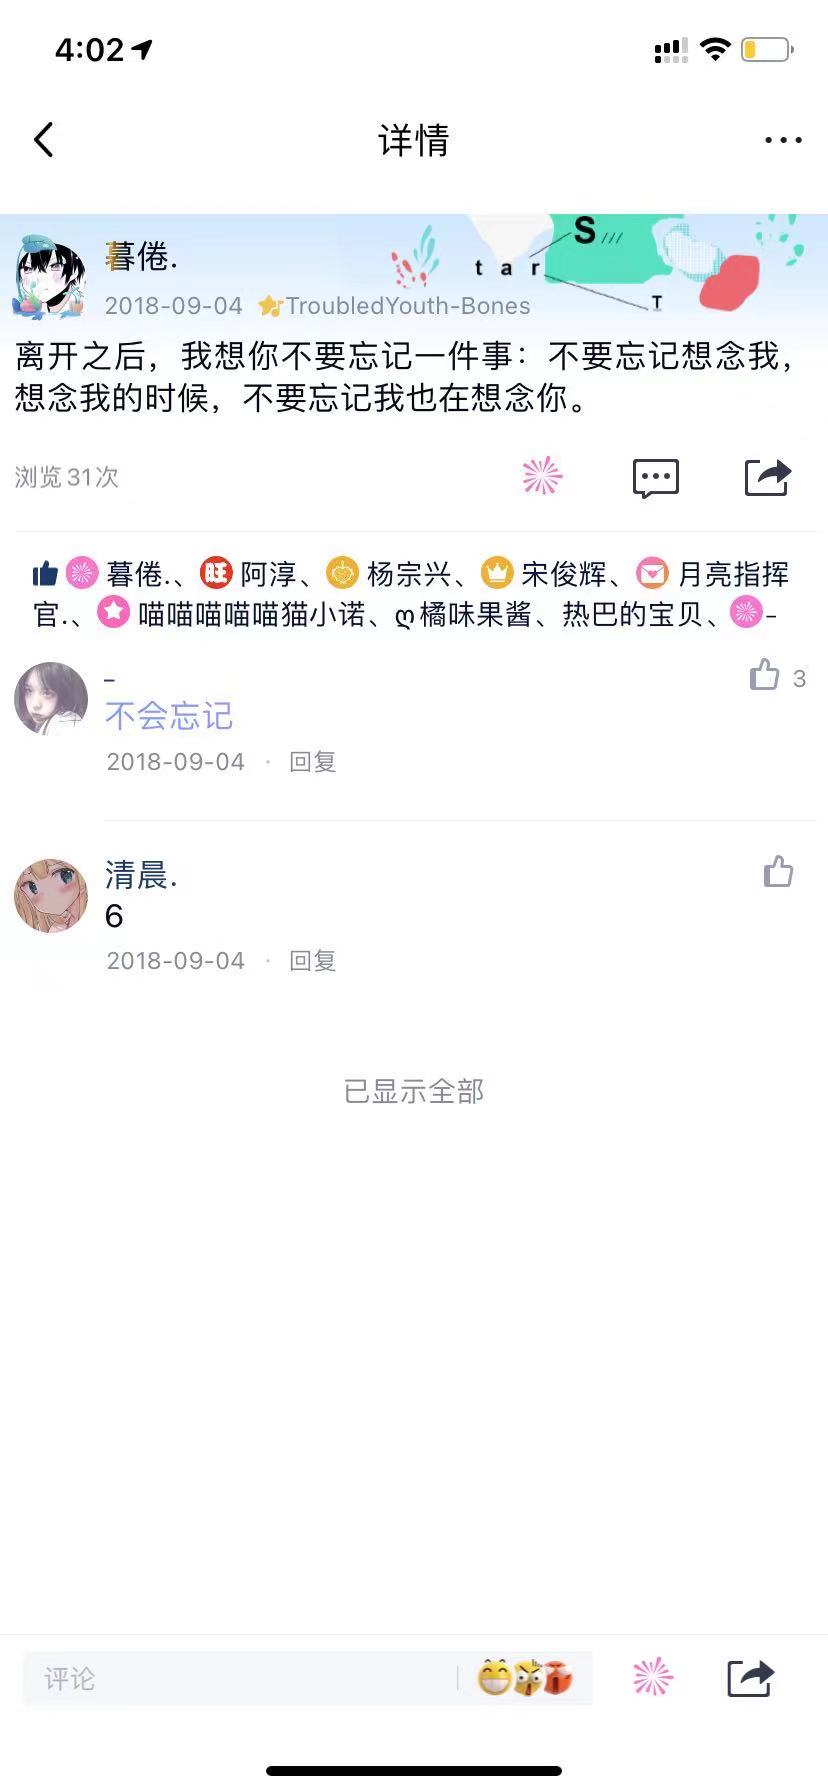 4:02
详情
暮倦.
S ///
t a r
T
2018-09-04 TroubledYouth-Bones
离开之后，我想你不要忘记一件事：不要忘记想念我，
想念我的时候，不要忘记我也在想念你。
浏览31次
暮倦.、旺 阿淳、杨宗兴、宋俊辉、月亮指挥
官.、喵喵喵喵喵猫小诺、ღ橘味果酱、热巴的宝贝、-
-
3
不会忘记
2018-09-04 · 回复
清晨.
6
2018-09-04 · 回复
已显示全部
评论